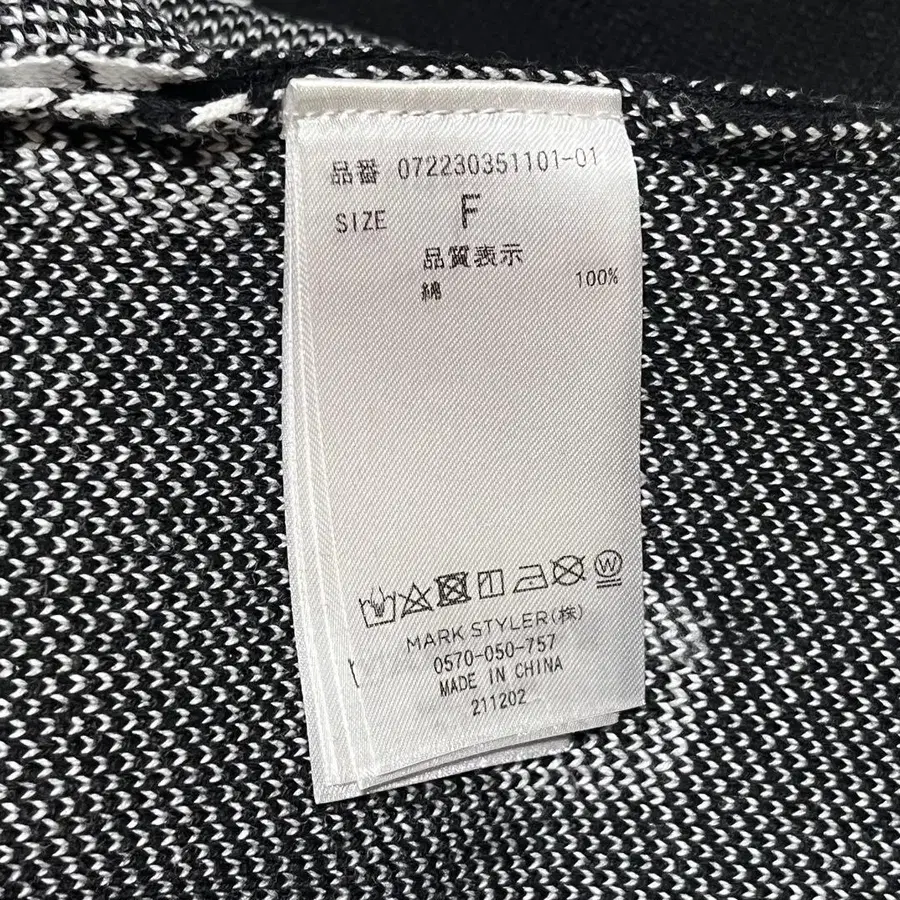 品番 072230351101-01
SIZE F
品質表示
綿 100%
W
MARK STYLER(株)
0570-050-757
MADE IN CHINA
211202